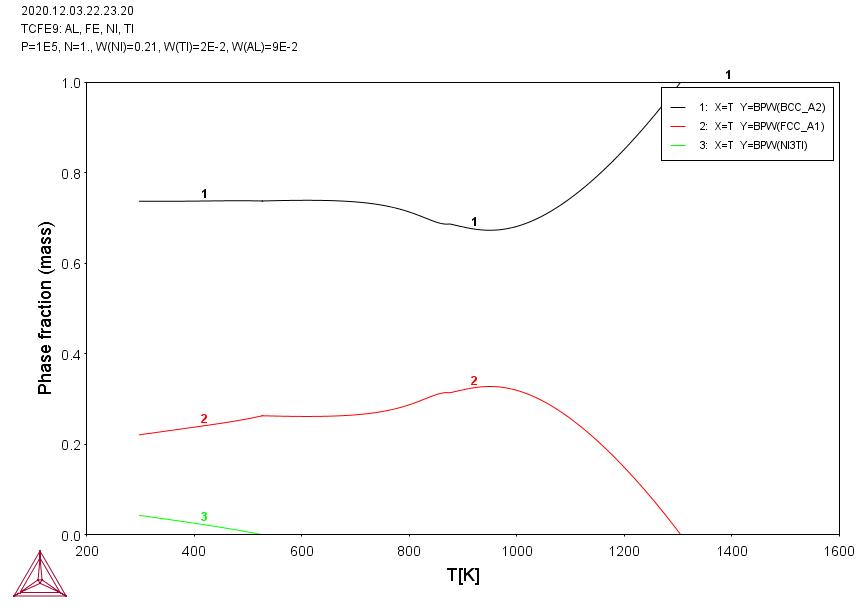 2020.12.03.22.23.20
TCFE9: AL, FE, NI, TI
P=1E5, N=1., W(NI)=0.21, W(TI)=2E-2, W(AL)=9E-2
1
1.0
1: X=T Y=BPW(BCC_A2)
2: X=T Y=BPW(FCC_A1)
3: X=T Y=BPW(NI3TI)
0.8
1
1
0.6
Phase fraction (mass)
0.4
2
2
0.2
3
0.0
200 400 600 800 1000 1200 1400 1600
T[K]